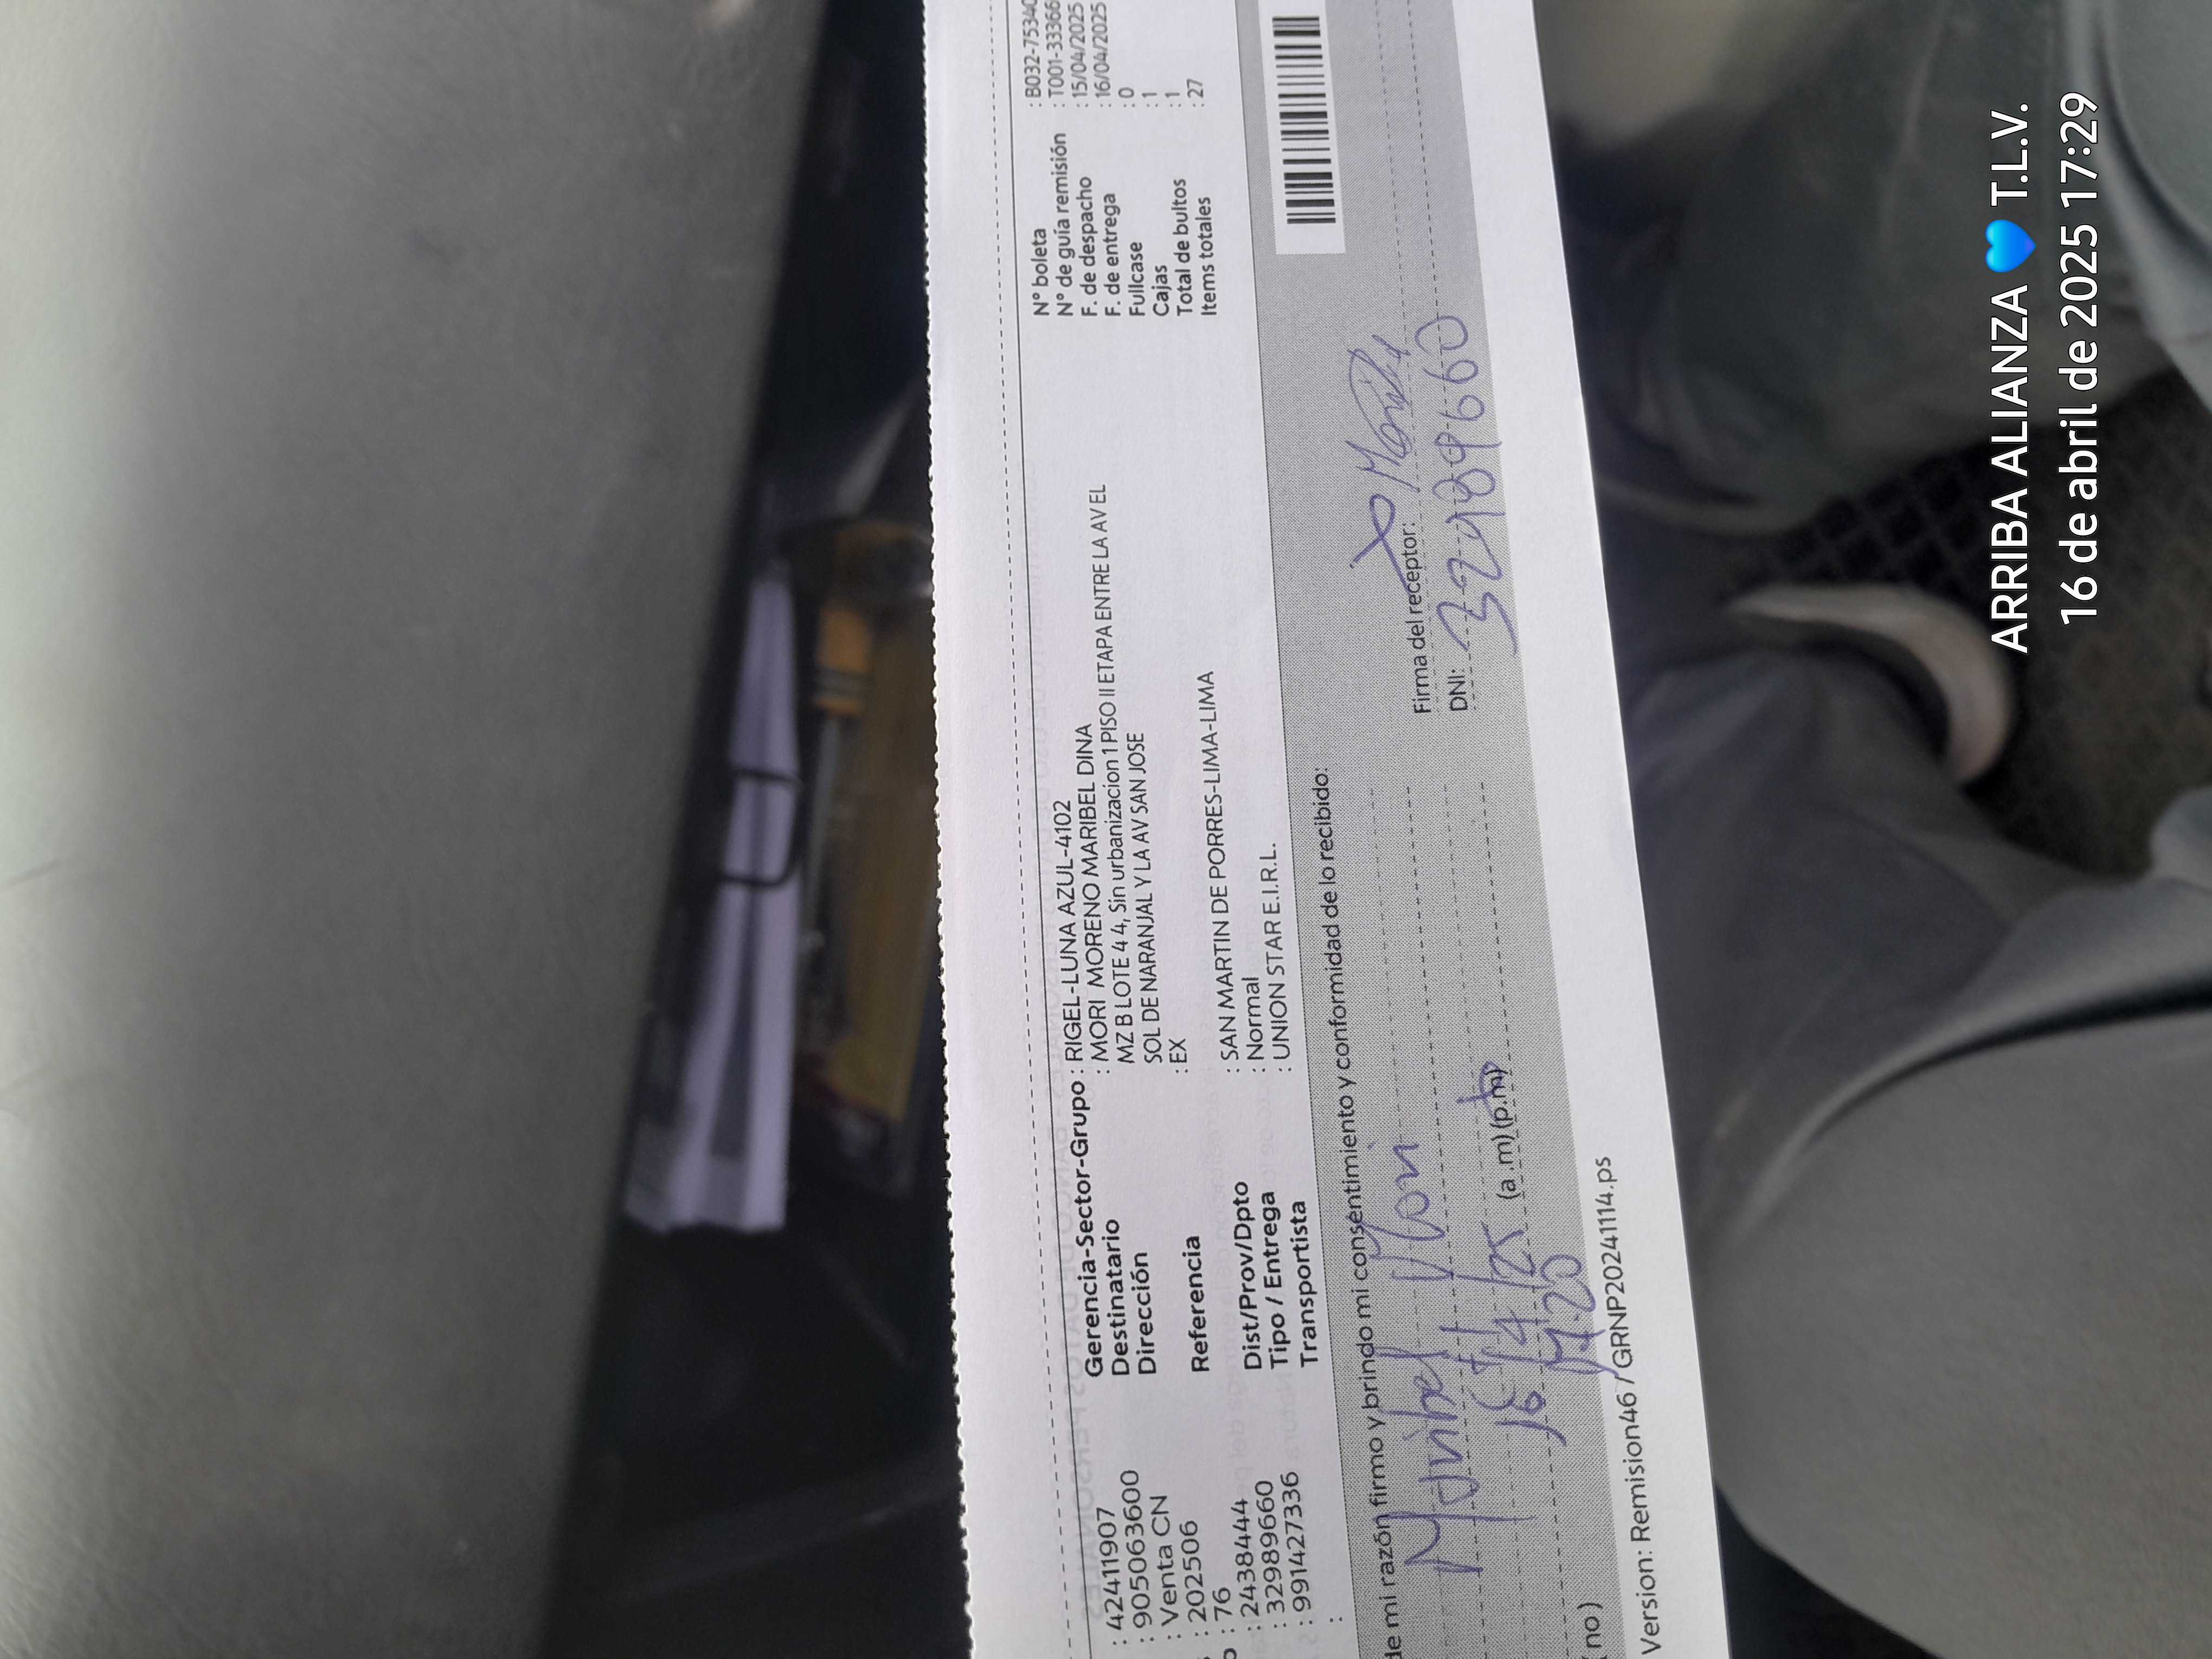 : 42411907
: 905063600
: Venta CN
: 202506
: 76
: 24384444
: 32989660
: 991427336
:
Gerencia-Sector-Grupo : RIGEL-LUNA AZUL-4102
Destinatario : MORI MORENO MARIBEL DINA
Dirección MZ B LOTE 4 4, Sin urbanizacion 1 PISO II ETAPA ENTRE LA AV EL
SOL DE NARANJAL Y LA AV SAN JOSE
Referencia : EX
Dist/Prov/Dpto : SAN MARTIN DE PORRES-LIMA-LIMA
Tipo / Entrega : Normal
Transportista : UNION STAR E.I.R.L.
N° boleta : B032-7534
N° de guía remisión : T001-33366
F. de despacho : 15/04/2025
F. de entrega : 16/04/2025
Fullcase : 0
Cajas : 1
Total de bultos : 1
Items totales : 27
de mi razón firmo y brindo mi consentimiento y conformidad de lo recibido:
Maribel Mori
16/4/25
17:20 (a.m) (p.m)
Firma del receptor:
DNI: 32989660
(no)
Version: Remision46 / GRNP20241114.ps
ARRIBA ALIANZA 💙 T.L.V.
16 de abril de 2025 17:29